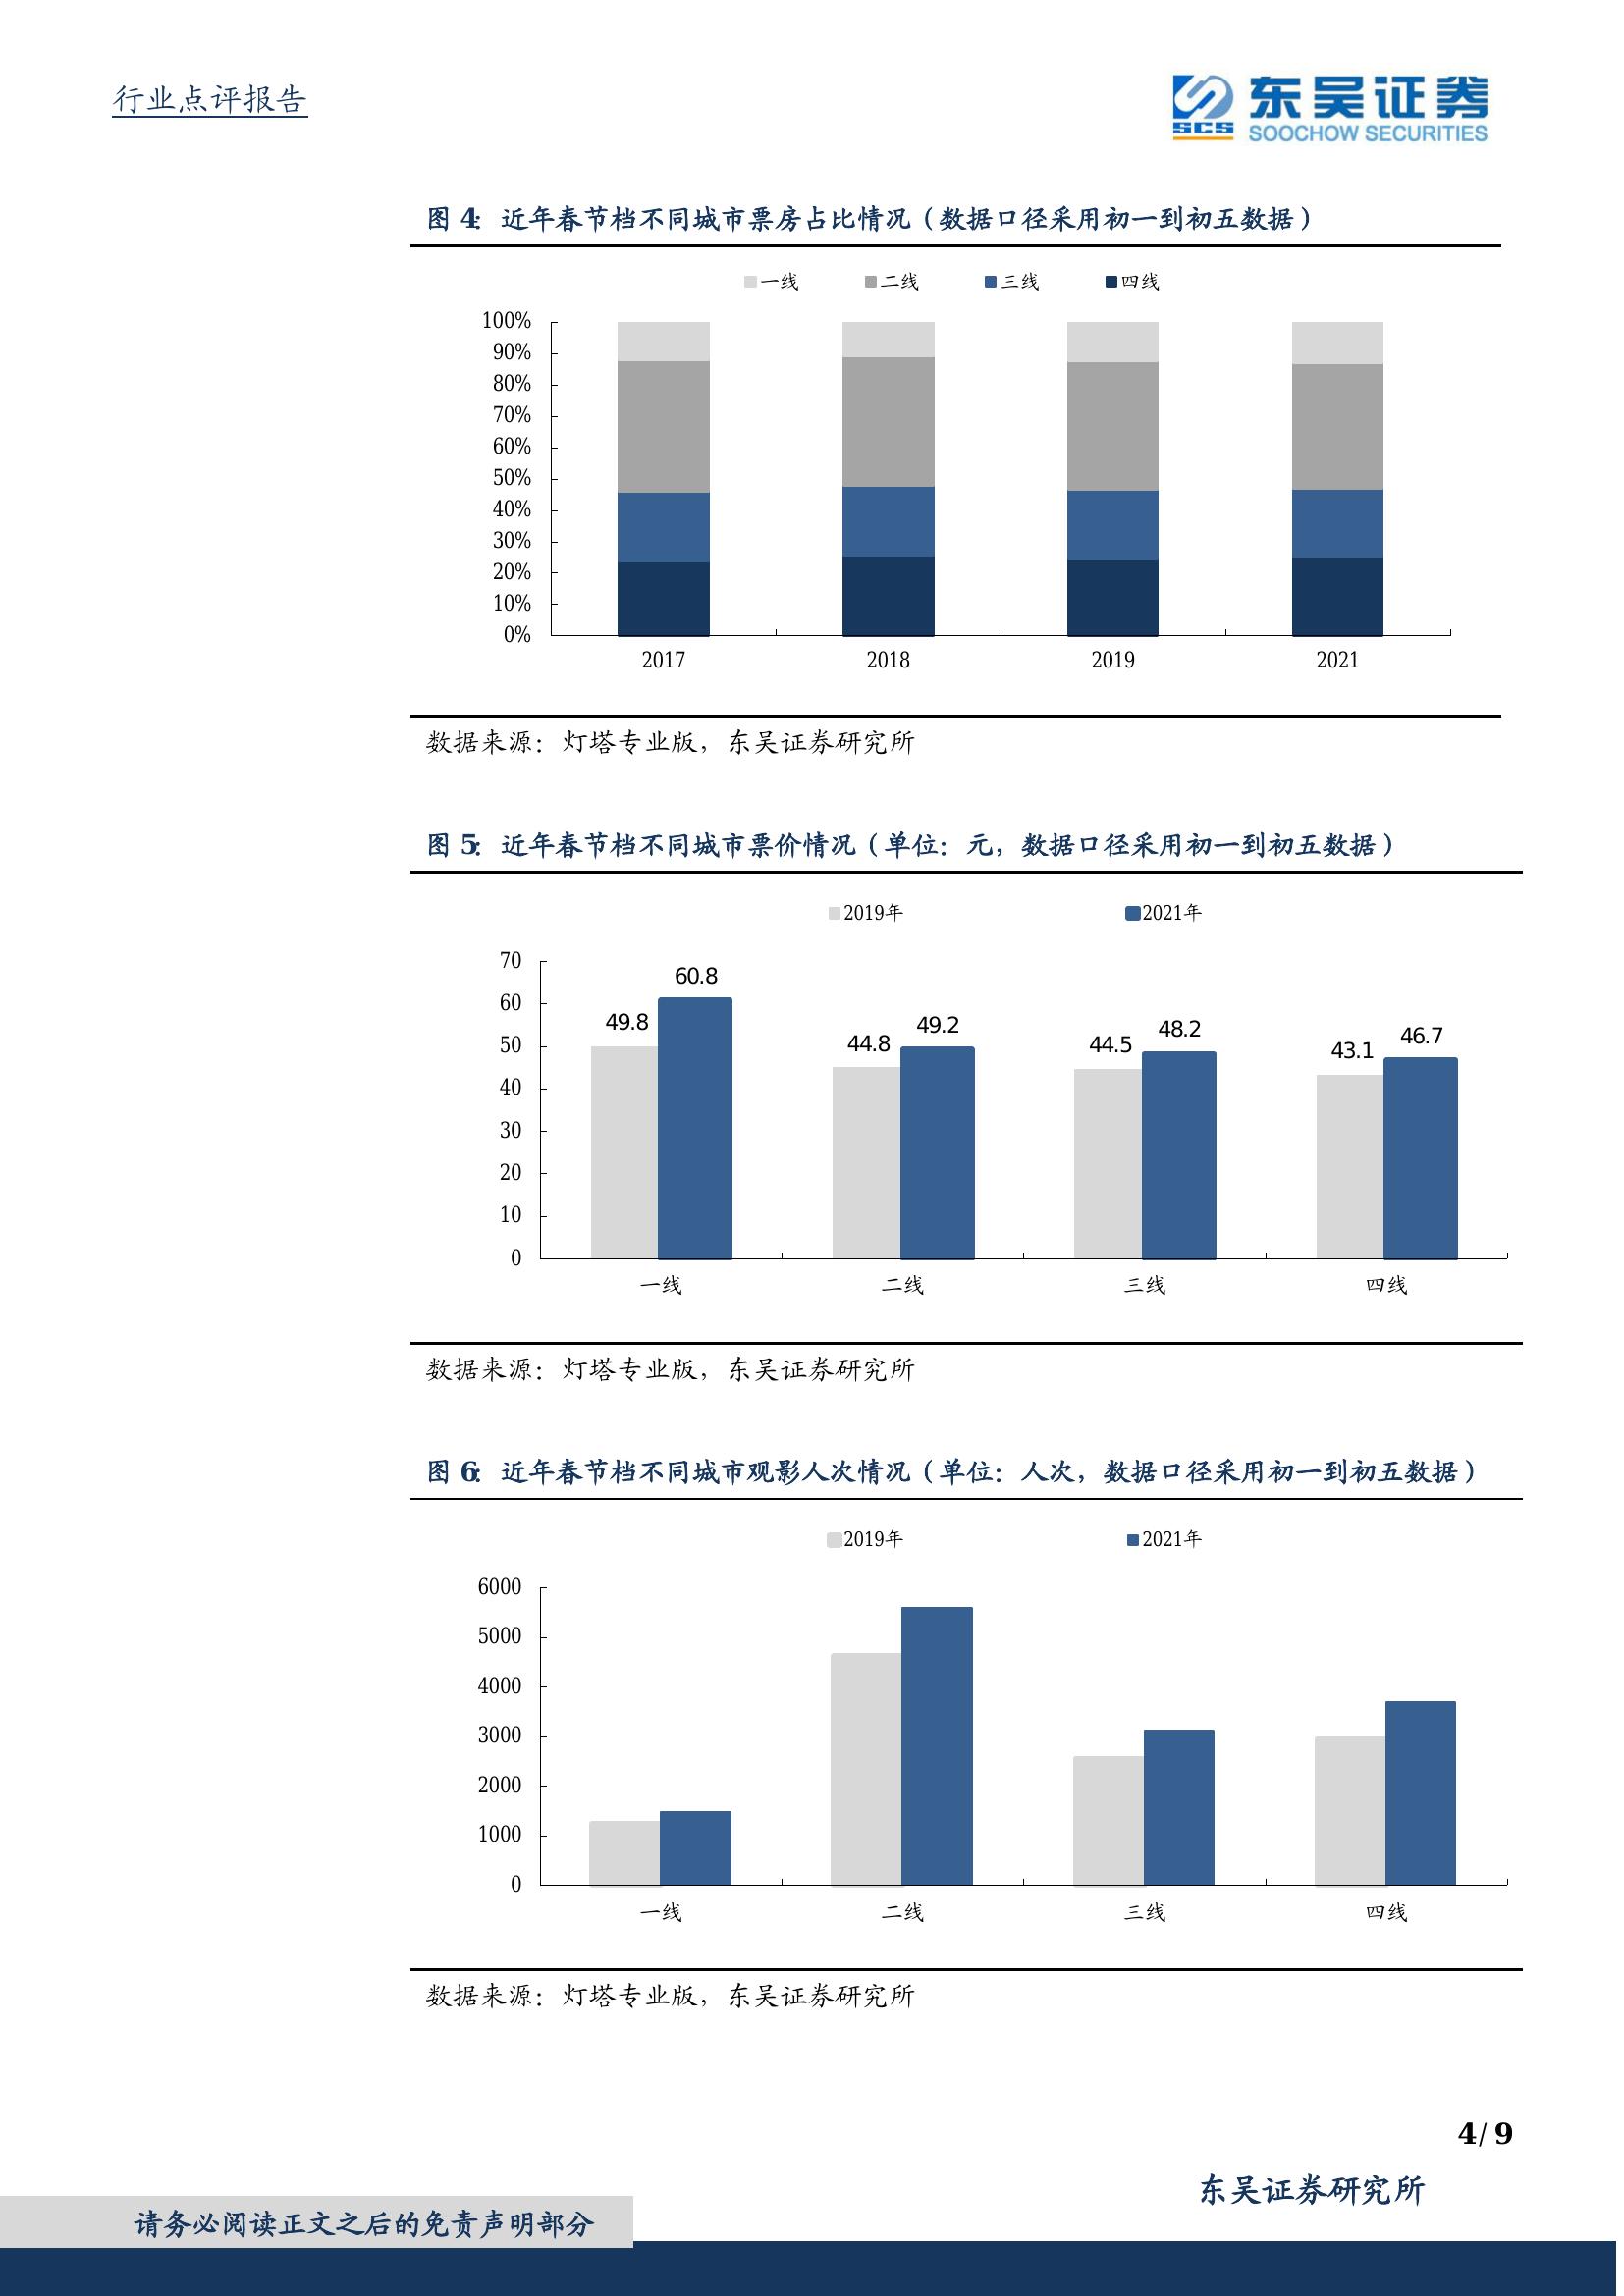 行业点评报告
东吴证券
SCS
SOOCHOW SECURITIES
图 4：近年春节档不同城市票房占比情况（数据口径采用初一到初五数据）
一线 二线 三线 四线
100%
90%
80%
70%
60%
50%
40%
30%
20%
10%
0%
2017 2018 2019 2021
数据来源：灯塔专业版，东吴证券研究所
图 5：近年春节档不同城市票价情况（单位：元，数据口径采用初一到初五数据）
2019年 2021年
70
60
50
40
30
20
10
0
49.8 60.8 44.8 49.2 44.5 48.2 43.1 46.7
一线 二线 三线 四线
数据来源：灯塔专业版，东吴证券研究所
图 6：近年春节档不同城市观影人次情况（单位：人次，数据口径采用初一到初五数据）
2019年 2021年
6000
5000
4000
3000
2000
1000
0
一线 二线 三线 四线
数据来源：灯塔专业版，东吴证券研究所
4 / 9
东吴证券研究所
请务必阅读正文之后的免责声明部分